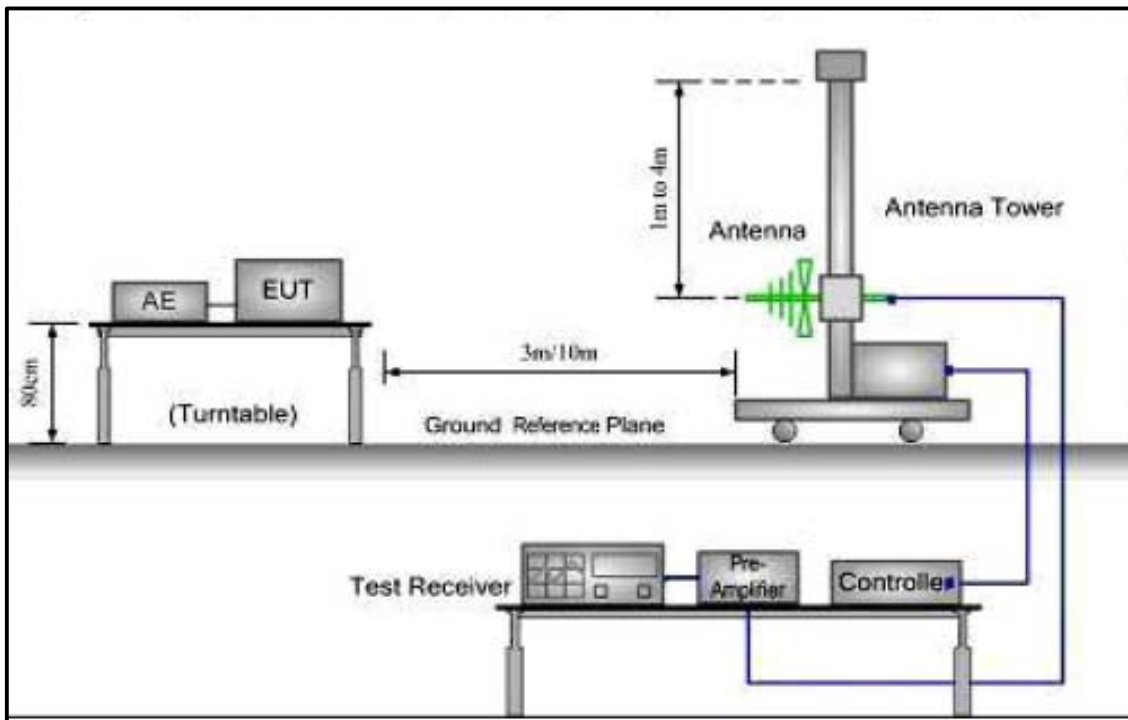 1m to 4m
Antenna Tower
Antenna
AE
EUT
80cm
3m/10m
(Turntable)
Ground Reference Plane
Test Receiver
Pre-
Amplifier
Controlle